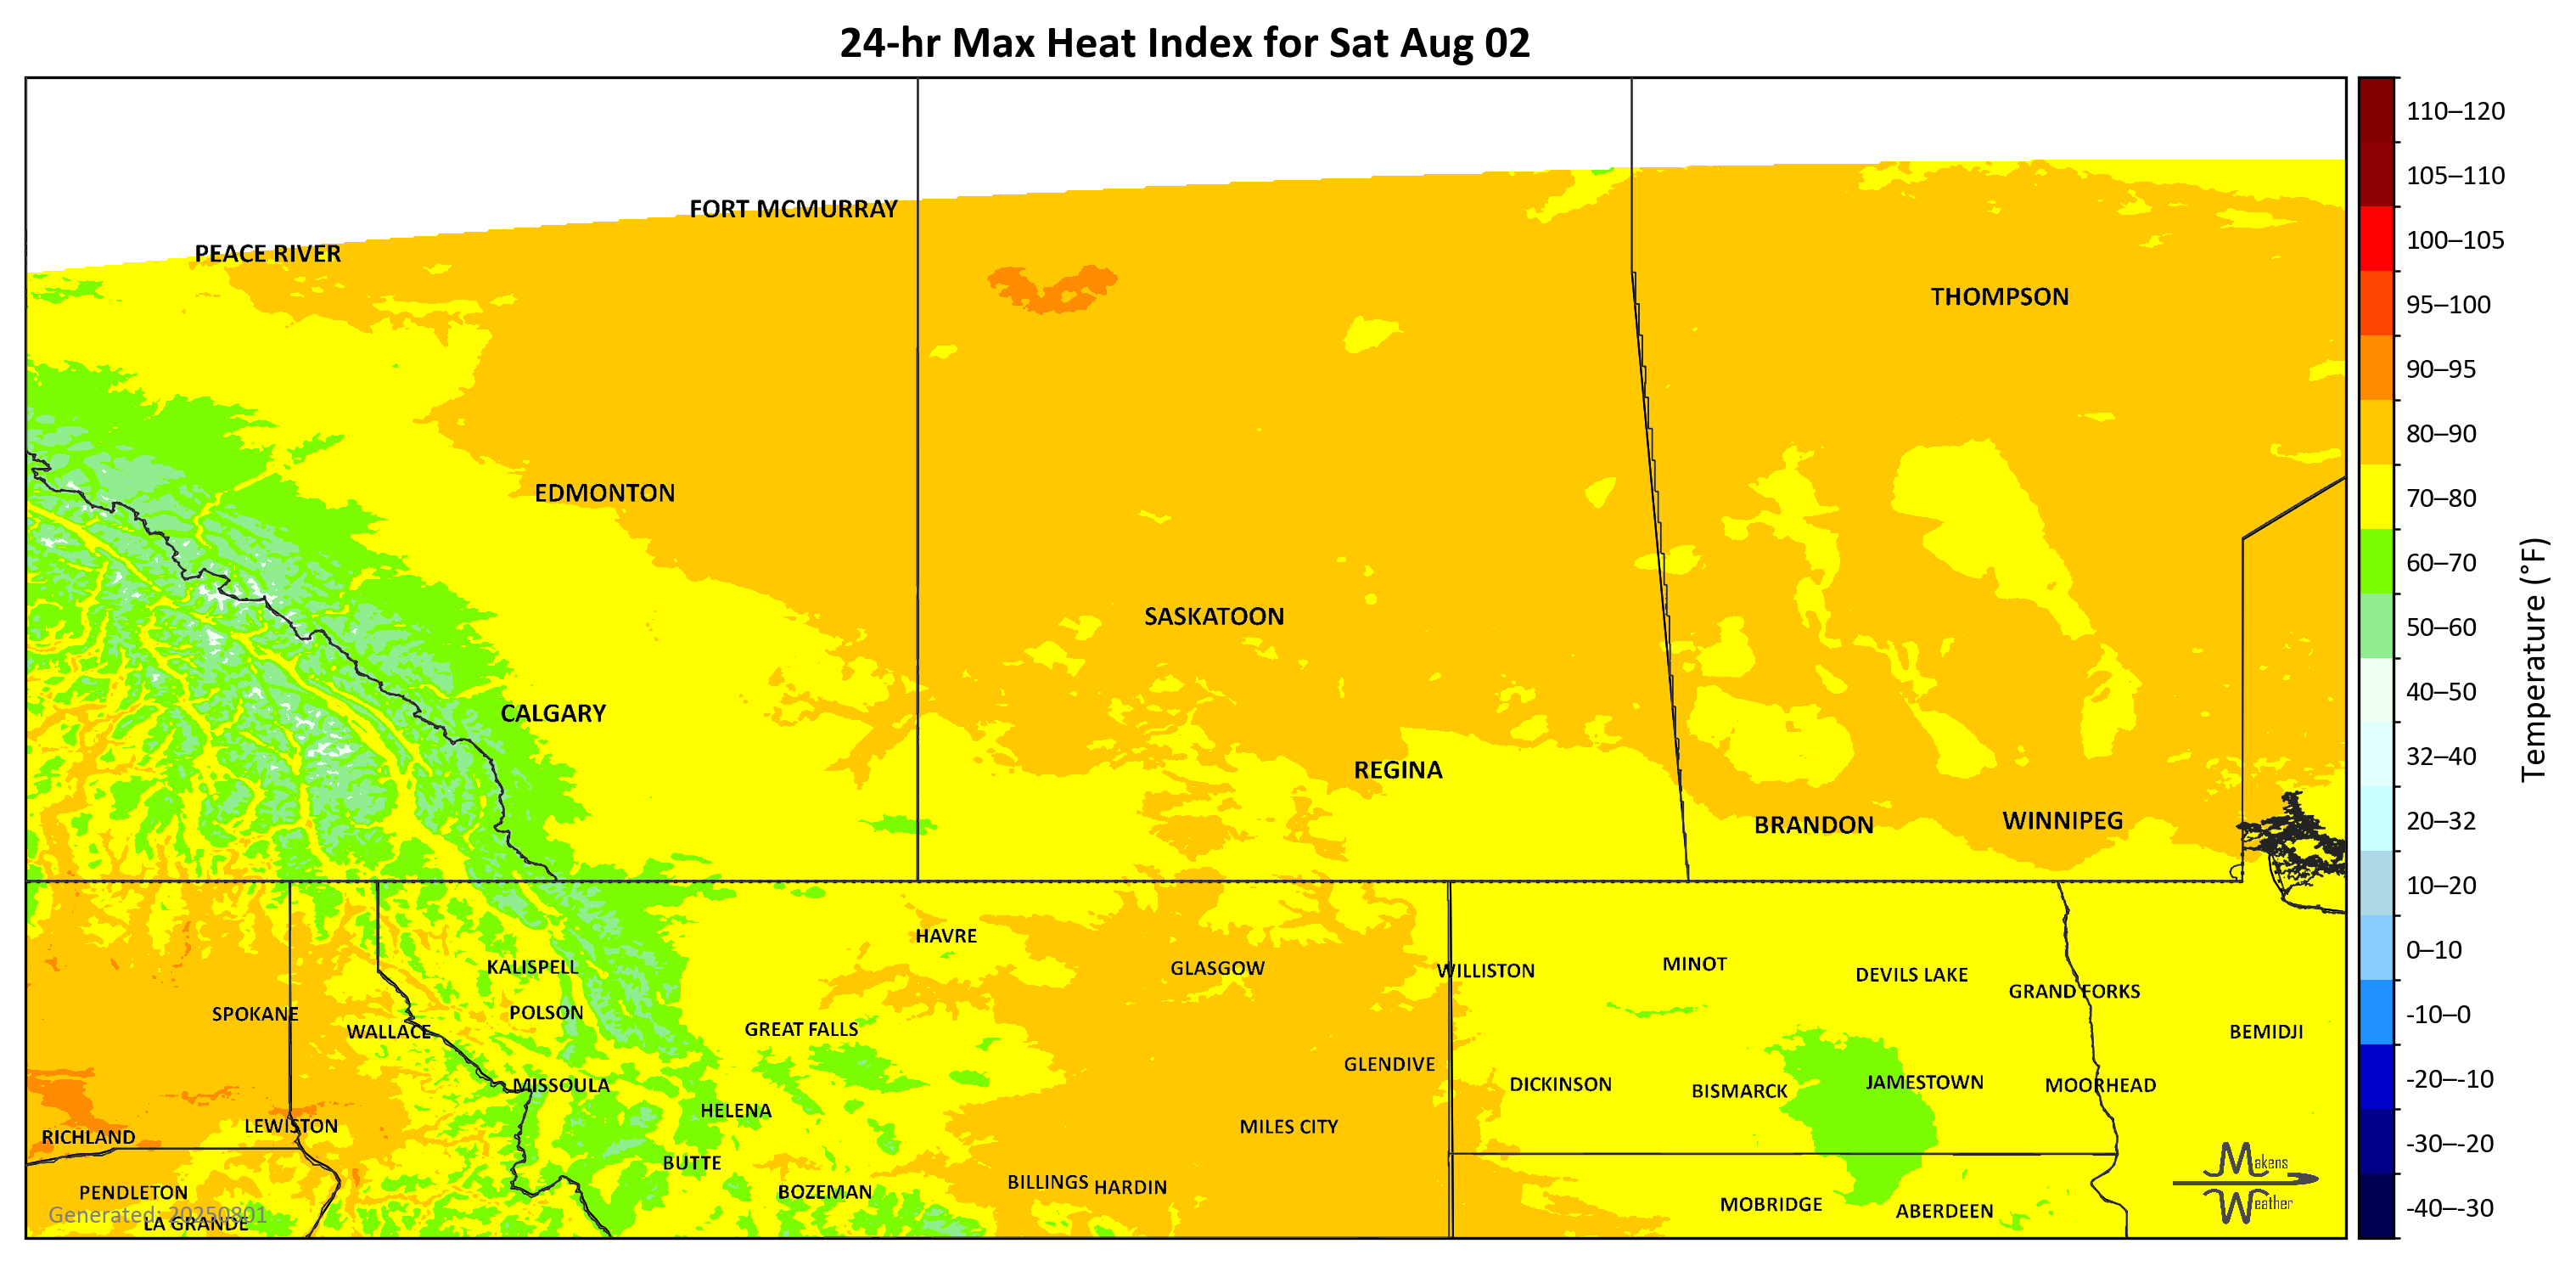 24-hr Max Heat Index for Sat Aug 02
FORT MCMURRAY
PEACE RIVER
THOMPSON
EDMONTON
SASKATOON
CALGARY
REGINA
BRANDON
WINNIPEG
HAVRE
KALISPELL
GLASGOW
WILLISTON
MINOT
DEVILS LAKE
GRAND FORKS
SPOKANE
POLSON
WALLACE
GREAT FALLS
BEMIDJI
GLENDIVE
MISSOULA
DICKINSON
BISMARCK
JAMESTOWN
MOORHEAD
HELENA
LEWISTON
MILES CITY
RICHLAND
BUTTE
BILLINGS
HARDIN
BOZEMAN
PENDLETON
MOBRIDGE
ABERDEEN
LA GRANDE
Generated: 20250801
Makens
Weather
110–120
105–110
100–105
95–100
90–95
80–90
70–80
60–70
50–60
40–50
32–40
20–32
10–20
0–10
-10–0
-20–-10
-30–-20
-40–-30
Temperature (°F)